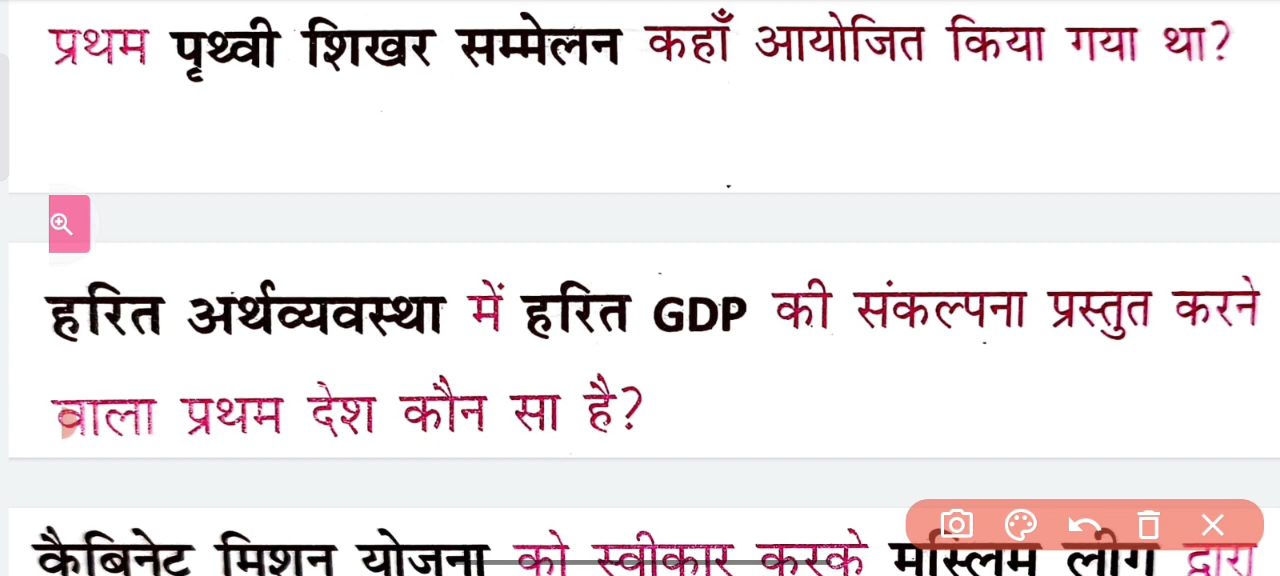 प्रथम पृथ्वी शिखर सम्मेलन कहाँ आयोजित किया गया था?
हरित अर्थव्यवस्था में हरित GDP की संकल्पना प्रस्तुत करने
वाला प्रथम देश कौन सा है?
कैबिनेट मिशन योजना को स्वीकार करके मुस्लिम लीग द्वारा